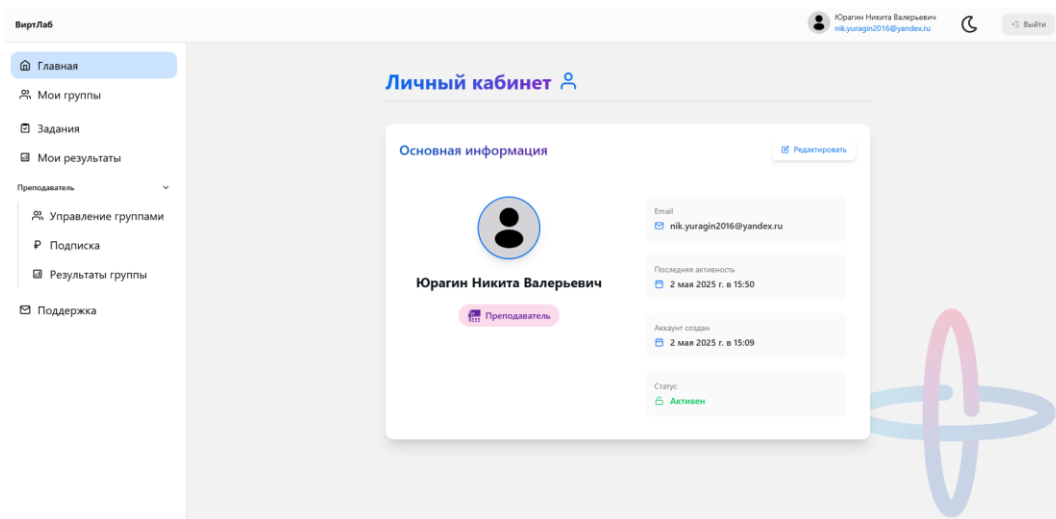 ВиртЛаб
Юрагин Никита Валерьевич
nik.yuragin2016@yandex.ru
Выйти
Главная
Мои группы
Задания
Мои результаты
Преподаватель
Управление группами
Подписка
Результаты группы
Поддержка
Личный кабинет
Основная информация
Редактировать
Юрагин Никита Валерьевич
Преподаватель
Email
nik.yuragin2016@yandex.ru
Последняя активность
2 мая 2025 г. в 15:50
Аккаунт создан
2 мая 2025 г. в 15:09
Статус
Активен